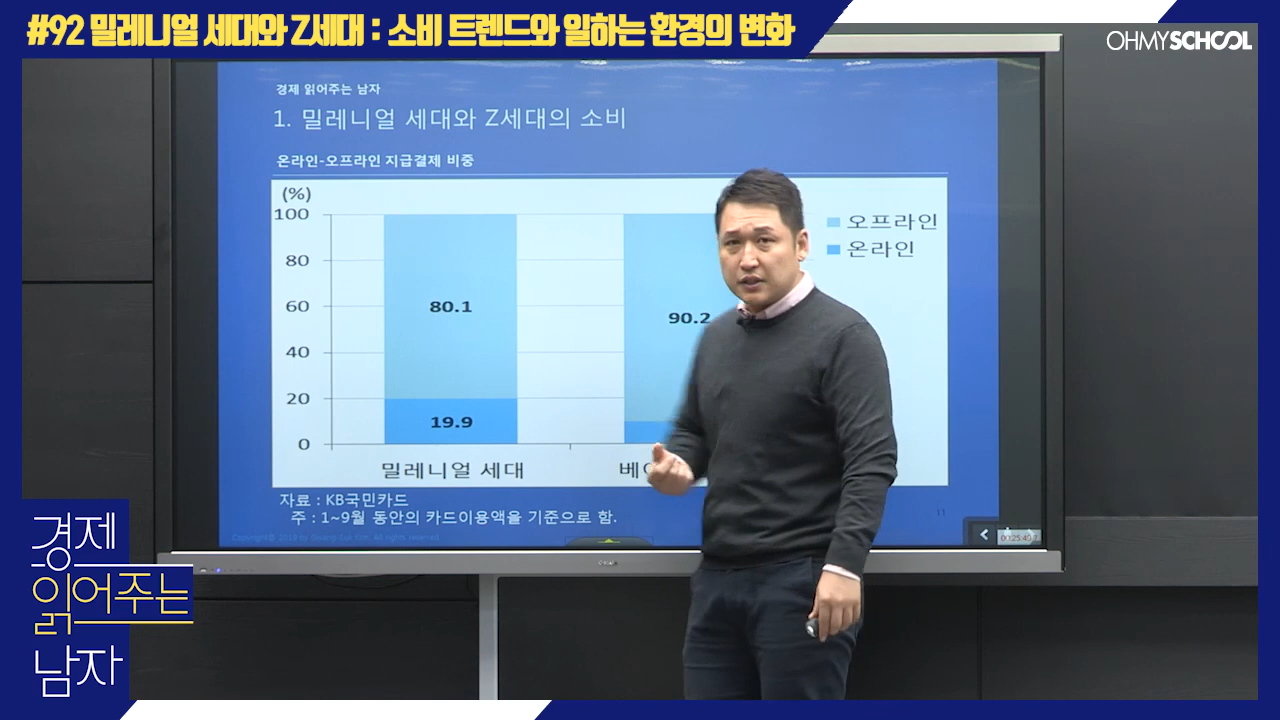 #92 밀레니얼 세대와 Z세대 : 소비 트렌드와 일하는 환경의 변화
OHMYSCHOOL
경제 읽어주는 남자
1. 밀레니얼 세대와 Z세대의 소비
온라인-오프라인 지급결제 비중
(%)
100
80
60
40
20
0
80.1
19.9
90.2
오프라인
온라인
밀레니얼 세대
베이
자료 : KB국민카드
주 : 1~9월 동안의 카드이용액을 기준으로 함.
11
경제
읽어주는
남자